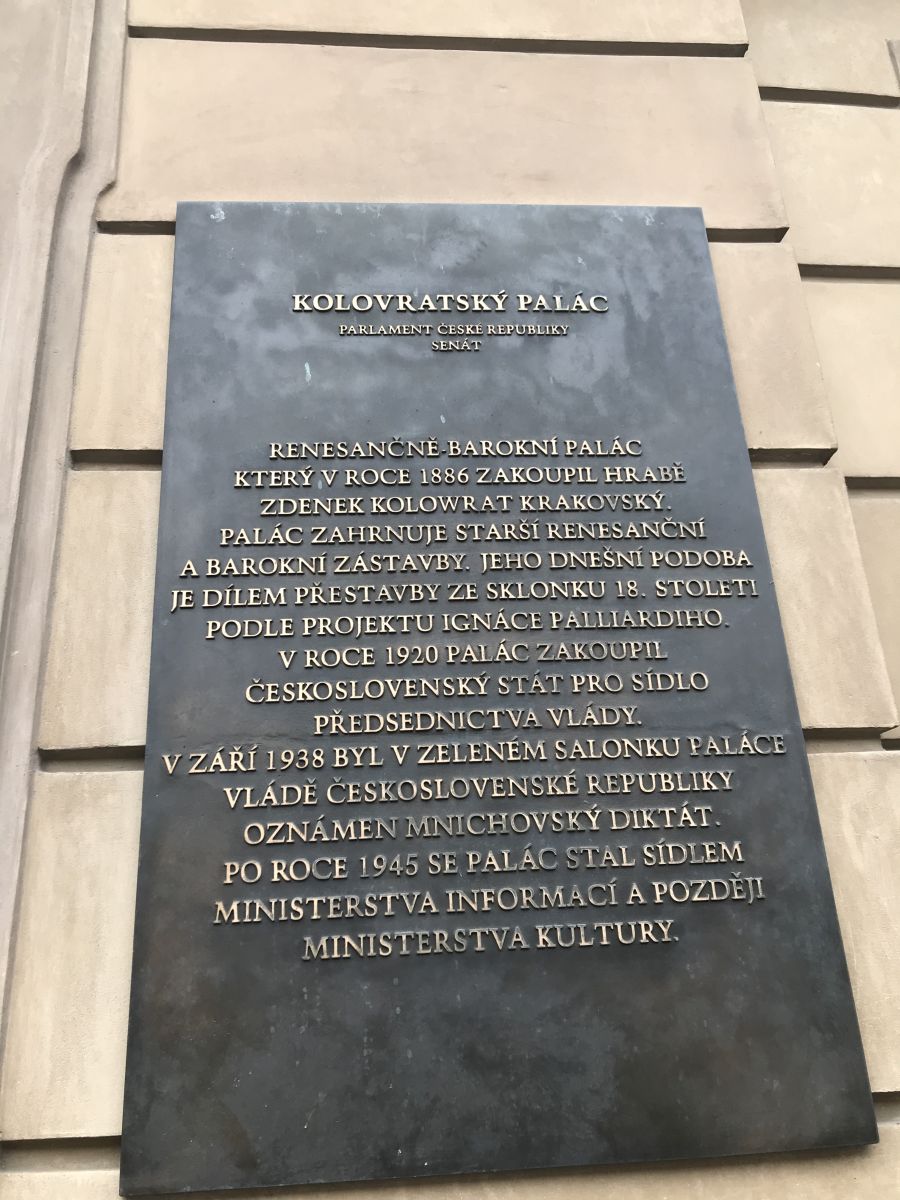 KOLOVRATSKÝ PALÁC
PARLAMENT ČESKÉ REPUBLIKY
SENÁT
RENESANČNĚ-BAROKNÍ PALÁC
KTERÝ V ROCE 1886 ZAKOUPIL HRABĚ
ZDENEK KOLOWRAT KRAKOVSKÝ.
PALÁC ZAHRNUJE STARŠÍ RENESANČNÍ
A BAROKNÍ ZÁSTAVBY. JEHO DNEŠNÍ PODOBA
JE DÍLEM PŘESTAVBY ZE SKLONKU 18. STOLETI
PODLE PROJEKTU IGNÁCE PALLIARDIHO.
V ROCE 1920 PALÁC ZAKOUPIL
ČESKOSLOVENSKÝ STÁT PRO SÍDLO
PŘEDSEDNICTVA VLÁDY.
V ZÁŘÍ 1938 BYL V ZELENÉM SALONKU PALÁCE
VLÁDĚ ČESKOSLOVENSKÉ REPUBLIKY
OZNÁMEN MNICHOVSKÝ DIKTÁT.
PO ROCE 1945 SE PALÁC STAL SÍDLEM
MINISTERSTVA INFORMACÍ A POZDĚJI
MINISTERSTVA KULTURY.